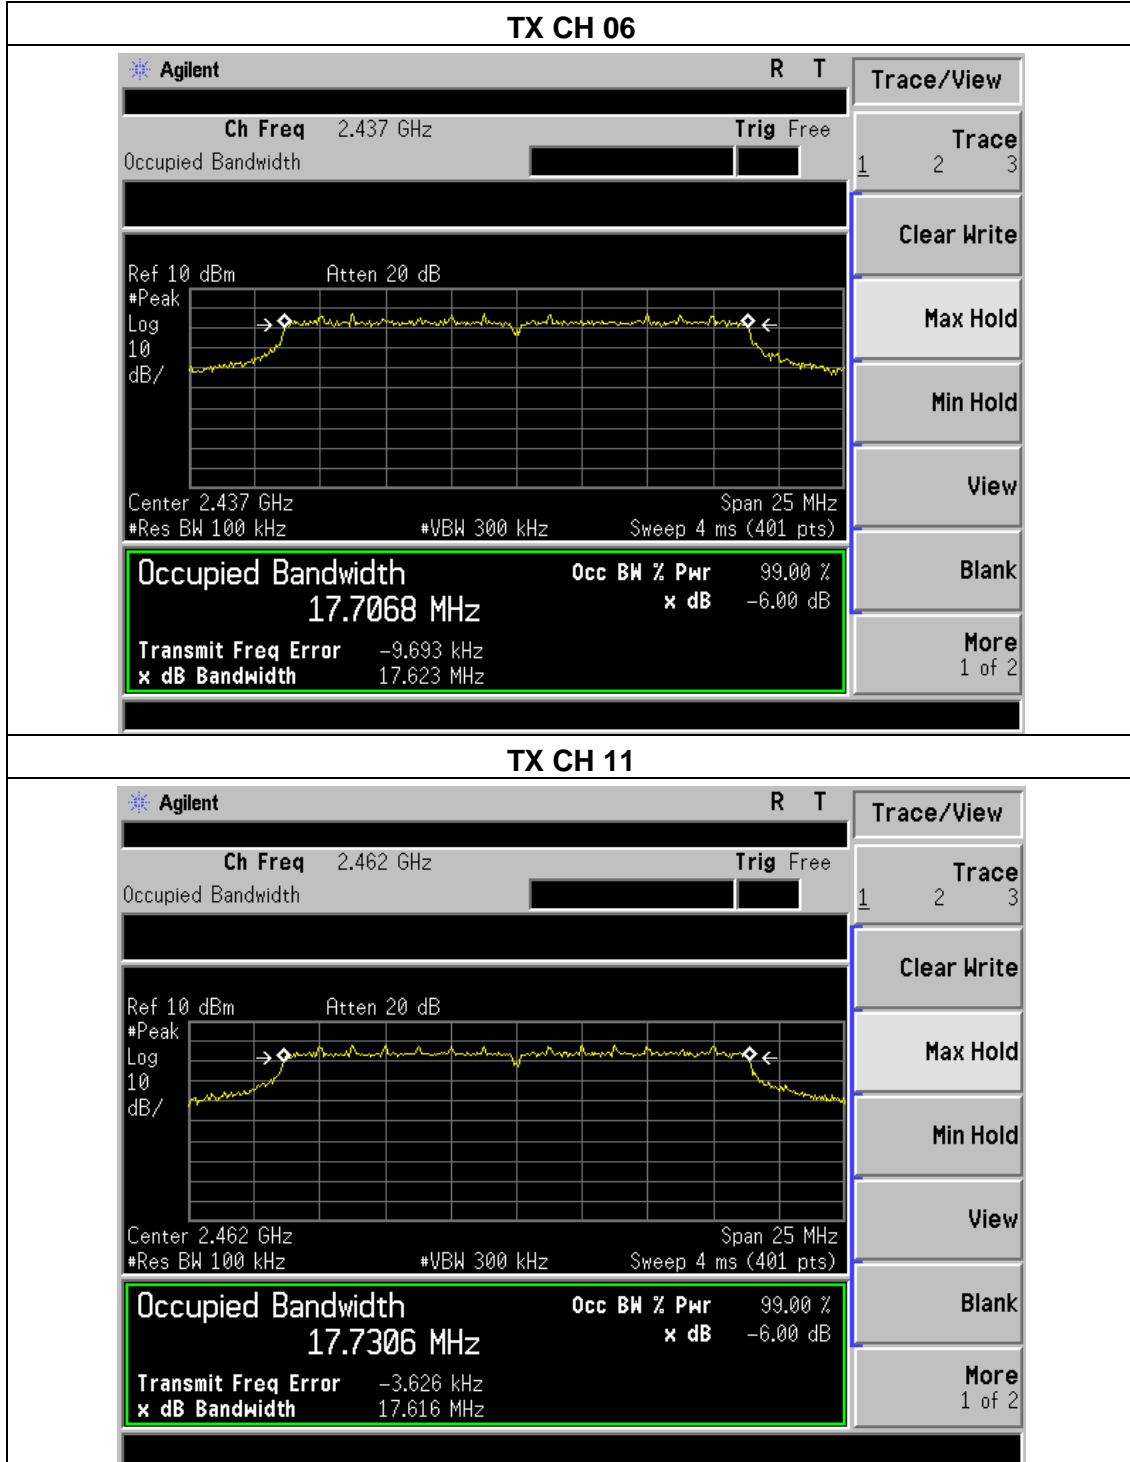 TX CH 06
Agilent R T
Trace/View
Ch Freq 2.437 GHz Trig Free
Occupied Bandwidth
Trace
1 2 3
Clear Write
Ref 10 dBm Atten 20 dB
#Peak
Log
10
dB/
Max Hold
Min Hold
View
Center 2.437 GHz Span 25 MHz
#Res BW 100 kHz #VBW 300 kHz Sweep 4 ms (401 pts)
Occupied Bandwidth Occ BW % Pwr 99.00 %
17.7068 MHz x dB -6.00 dB
Blank
Transmit Freq Error -9.693 kHz
x dB Bandwidth 17.623 MHz
More
1 of 2
TX CH 11
Agilent R T
Trace/View
Ch Freq 2.462 GHz Trig Free
Occupied Bandwidth
Trace
1 2 3
Clear Write
Ref 10 dBm Atten 20 dB
#Peak
Log
10
dB/
Max Hold
Min Hold
View
Center 2.462 GHz Span 25 MHz
#Res BW 100 kHz #VBW 300 kHz Sweep 4 ms (401 pts)
Occupied Bandwidth Occ BW % Pwr 99.00 %
17.7306 MHz x dB -6.00 dB
Blank
Transmit Freq Error -3.626 kHz
x dB Bandwidth 17.616 MHz
More
1 of 2